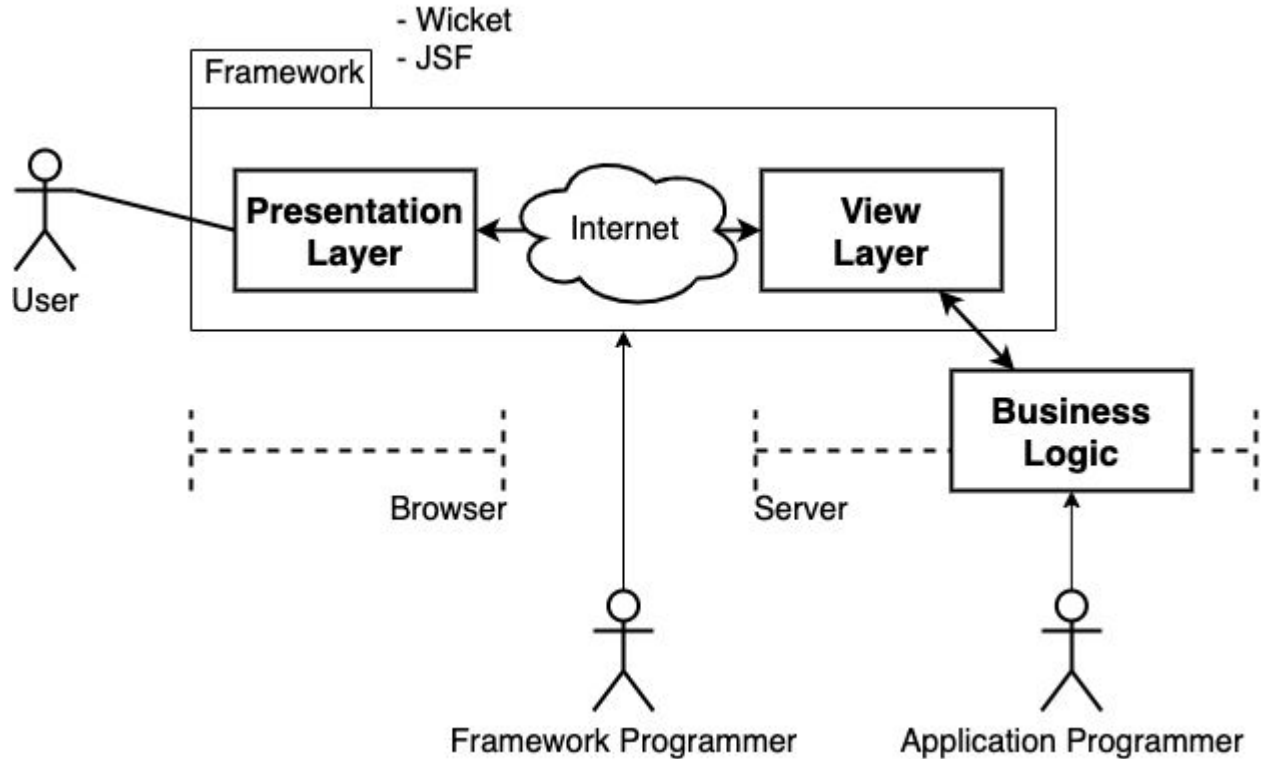 - Wicket
- JSF
Framework
Presentation
Layer
Internet
View
Layer
User
Business
Logic
Browser
Server
Framework Programmer
Application Programmer